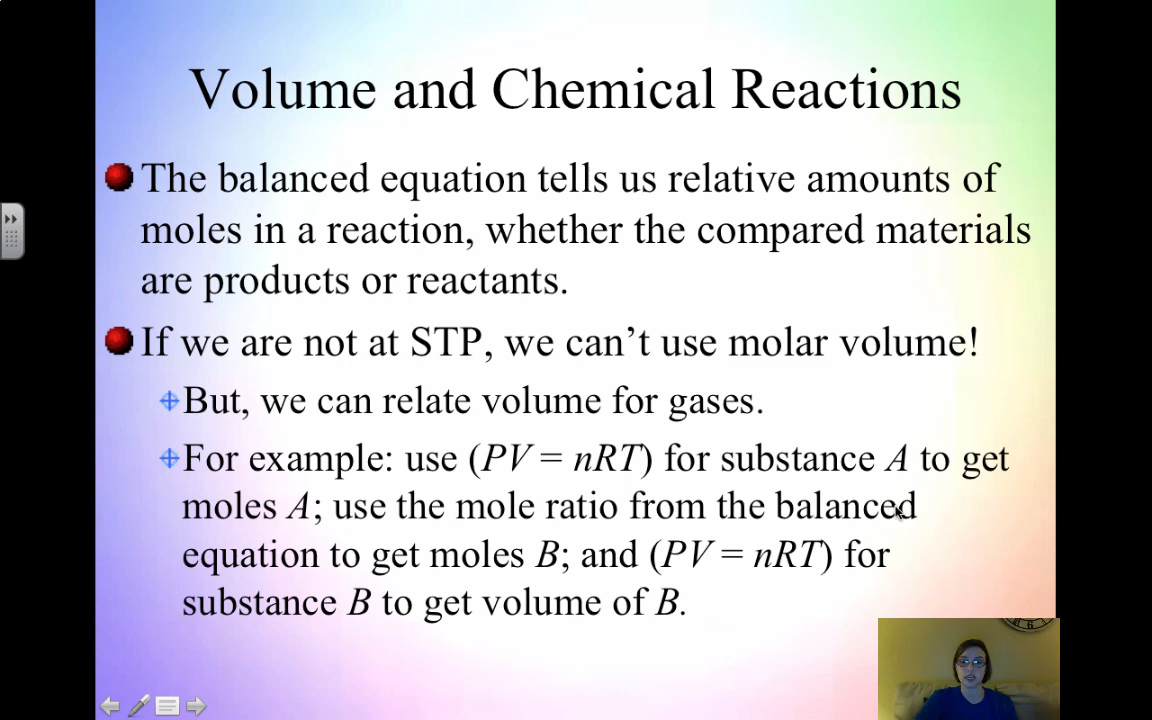 Volume and Chemical Reactions
The balanced equation tells us relative amounts of
moles in a reaction, whether the compared materials
are products or reactants.
If we are not at STP, we can’t use molar volume!
But, we can relate volume for gases.
For example: use (PV = nRT) for substance A to get
moles A; use the mole ratio from the balanced
equation to get moles B; and (PV = nRT) for
substance B to get volume of B.